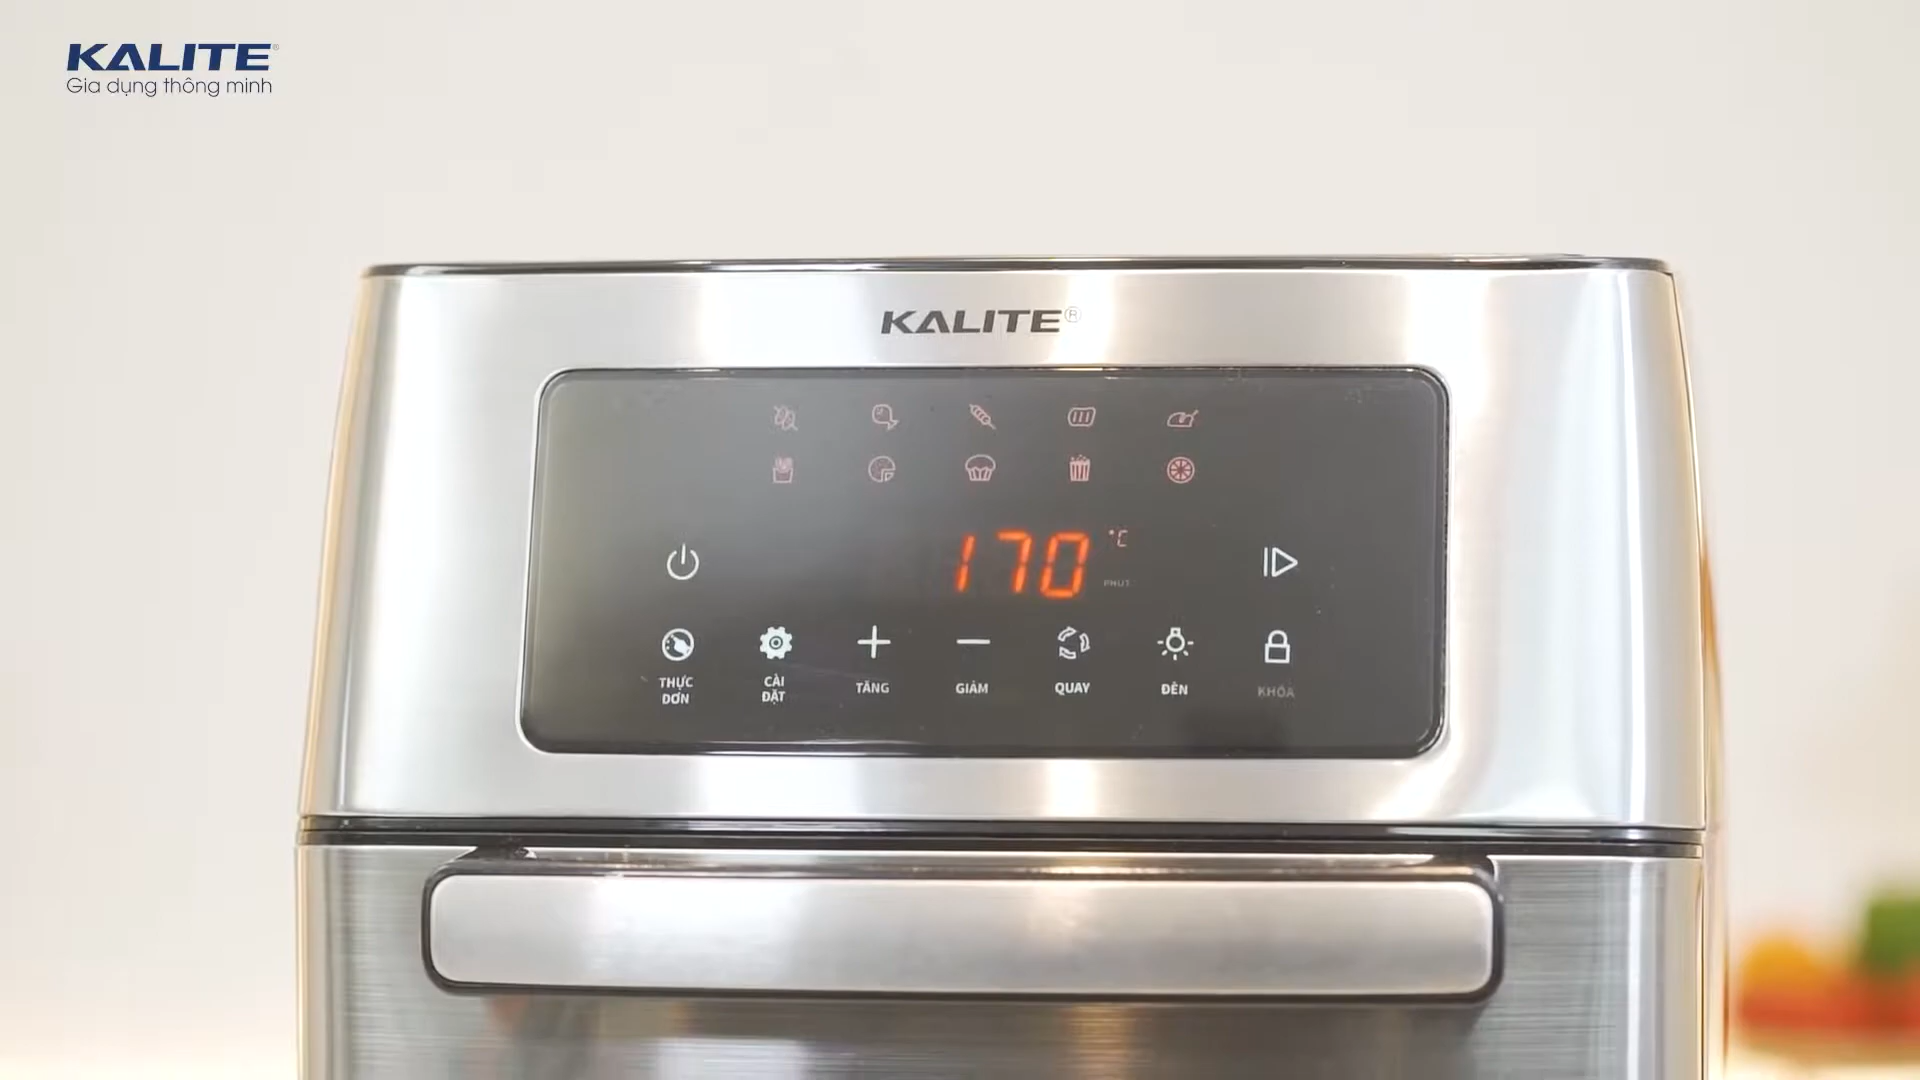 KALITE®
Gia dụng thông minh
KALITE®
170 °C
PHÚT
THỰC ĐƠN
CÀI ĐẶT
TĂNG
GIẢM
QUAY
ĐÈN
KHÓA